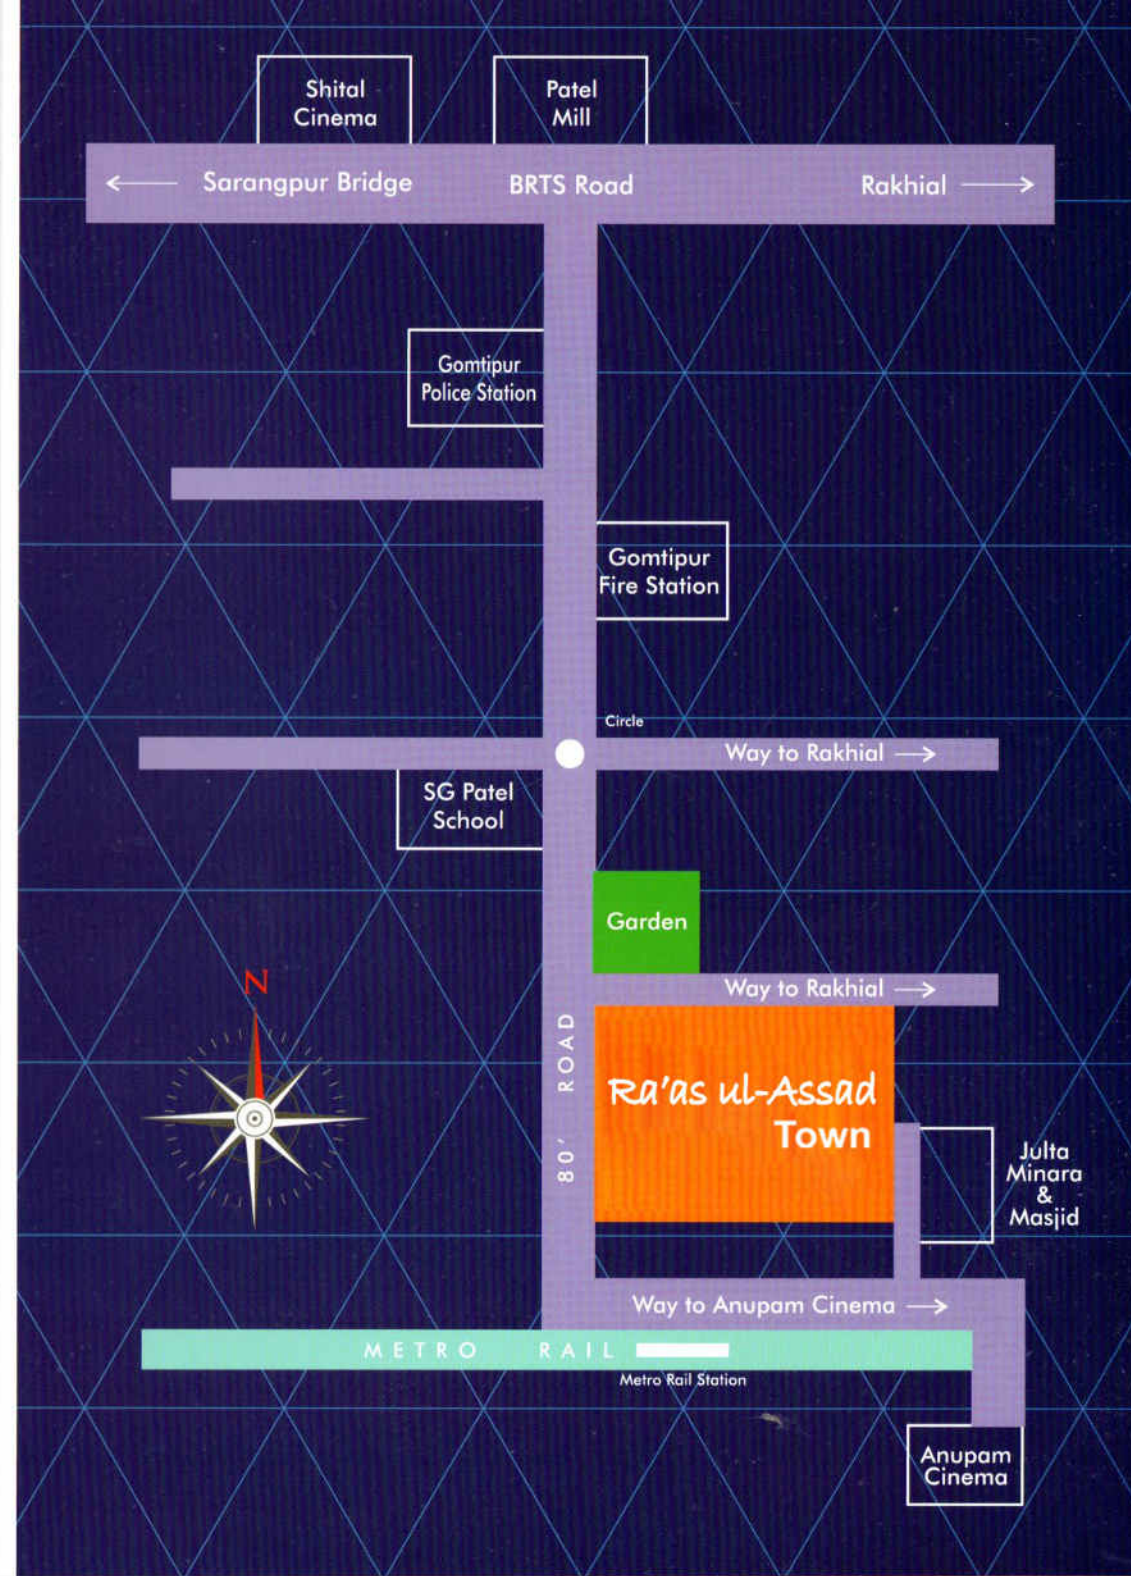 Shital
Cinema
Patel
Mill
Sarangpur Bridge
BRTS Road
Rakhial
Gomtipur
Police Station
Gomtipur
Fire Station
Circle
Way to Rakhial
SG Patel
School
Garden
N
Way to Rakhial
80' ROAD
Ra'as ul-Assad
Town
Julta
Minara
&
Masjid
Way to Anupam Cinema
METRO RAIL
Metro Rail Station
Anupam
Cinema